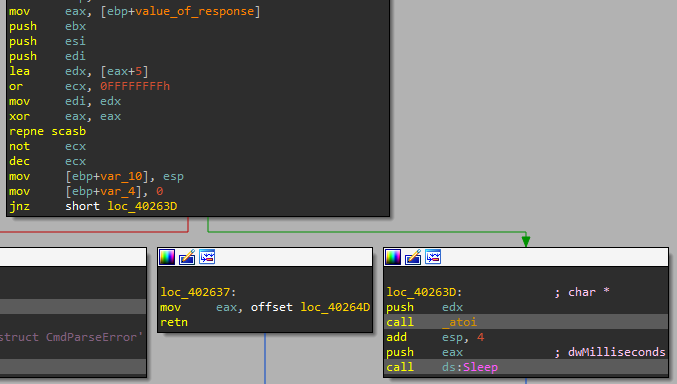 mov eax, [ebp+value_of_response]
push ebx
push esi
push edi
lea edx, [eax+5]
or ecx, 0FFFFFFFFh
mov edi, edx
xor eax, eax
repne scasb
not ecx
dec ecx
mov [ebp+var_10], esp
mov [ebp+var_4], 0
jnz short loc_40263D
struct CmdParseError'
loc_402637:
mov eax, offset loc_40264D
retn
loc_40263D: ; char *
push edx
call _atoi
add esp, 4
push eax ; dwMilliseconds
call ds:Sleep